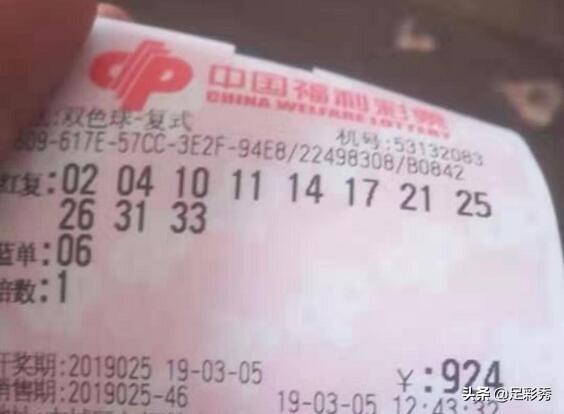 中国福利彩票
CHINA WELFARE LOTTERY
双色球-复式 机号:53132083
609-617E-57CC-3E2F-94E8/22498308/B0842
红复:02 04 10 11 14 17 21 25
26 31 33
蓝单:06
倍数:1
开奖期:2019025 19-03-05 ¥:924
销售期:2019025-46 19-03-05 12:43:3
头条 @足彩秀